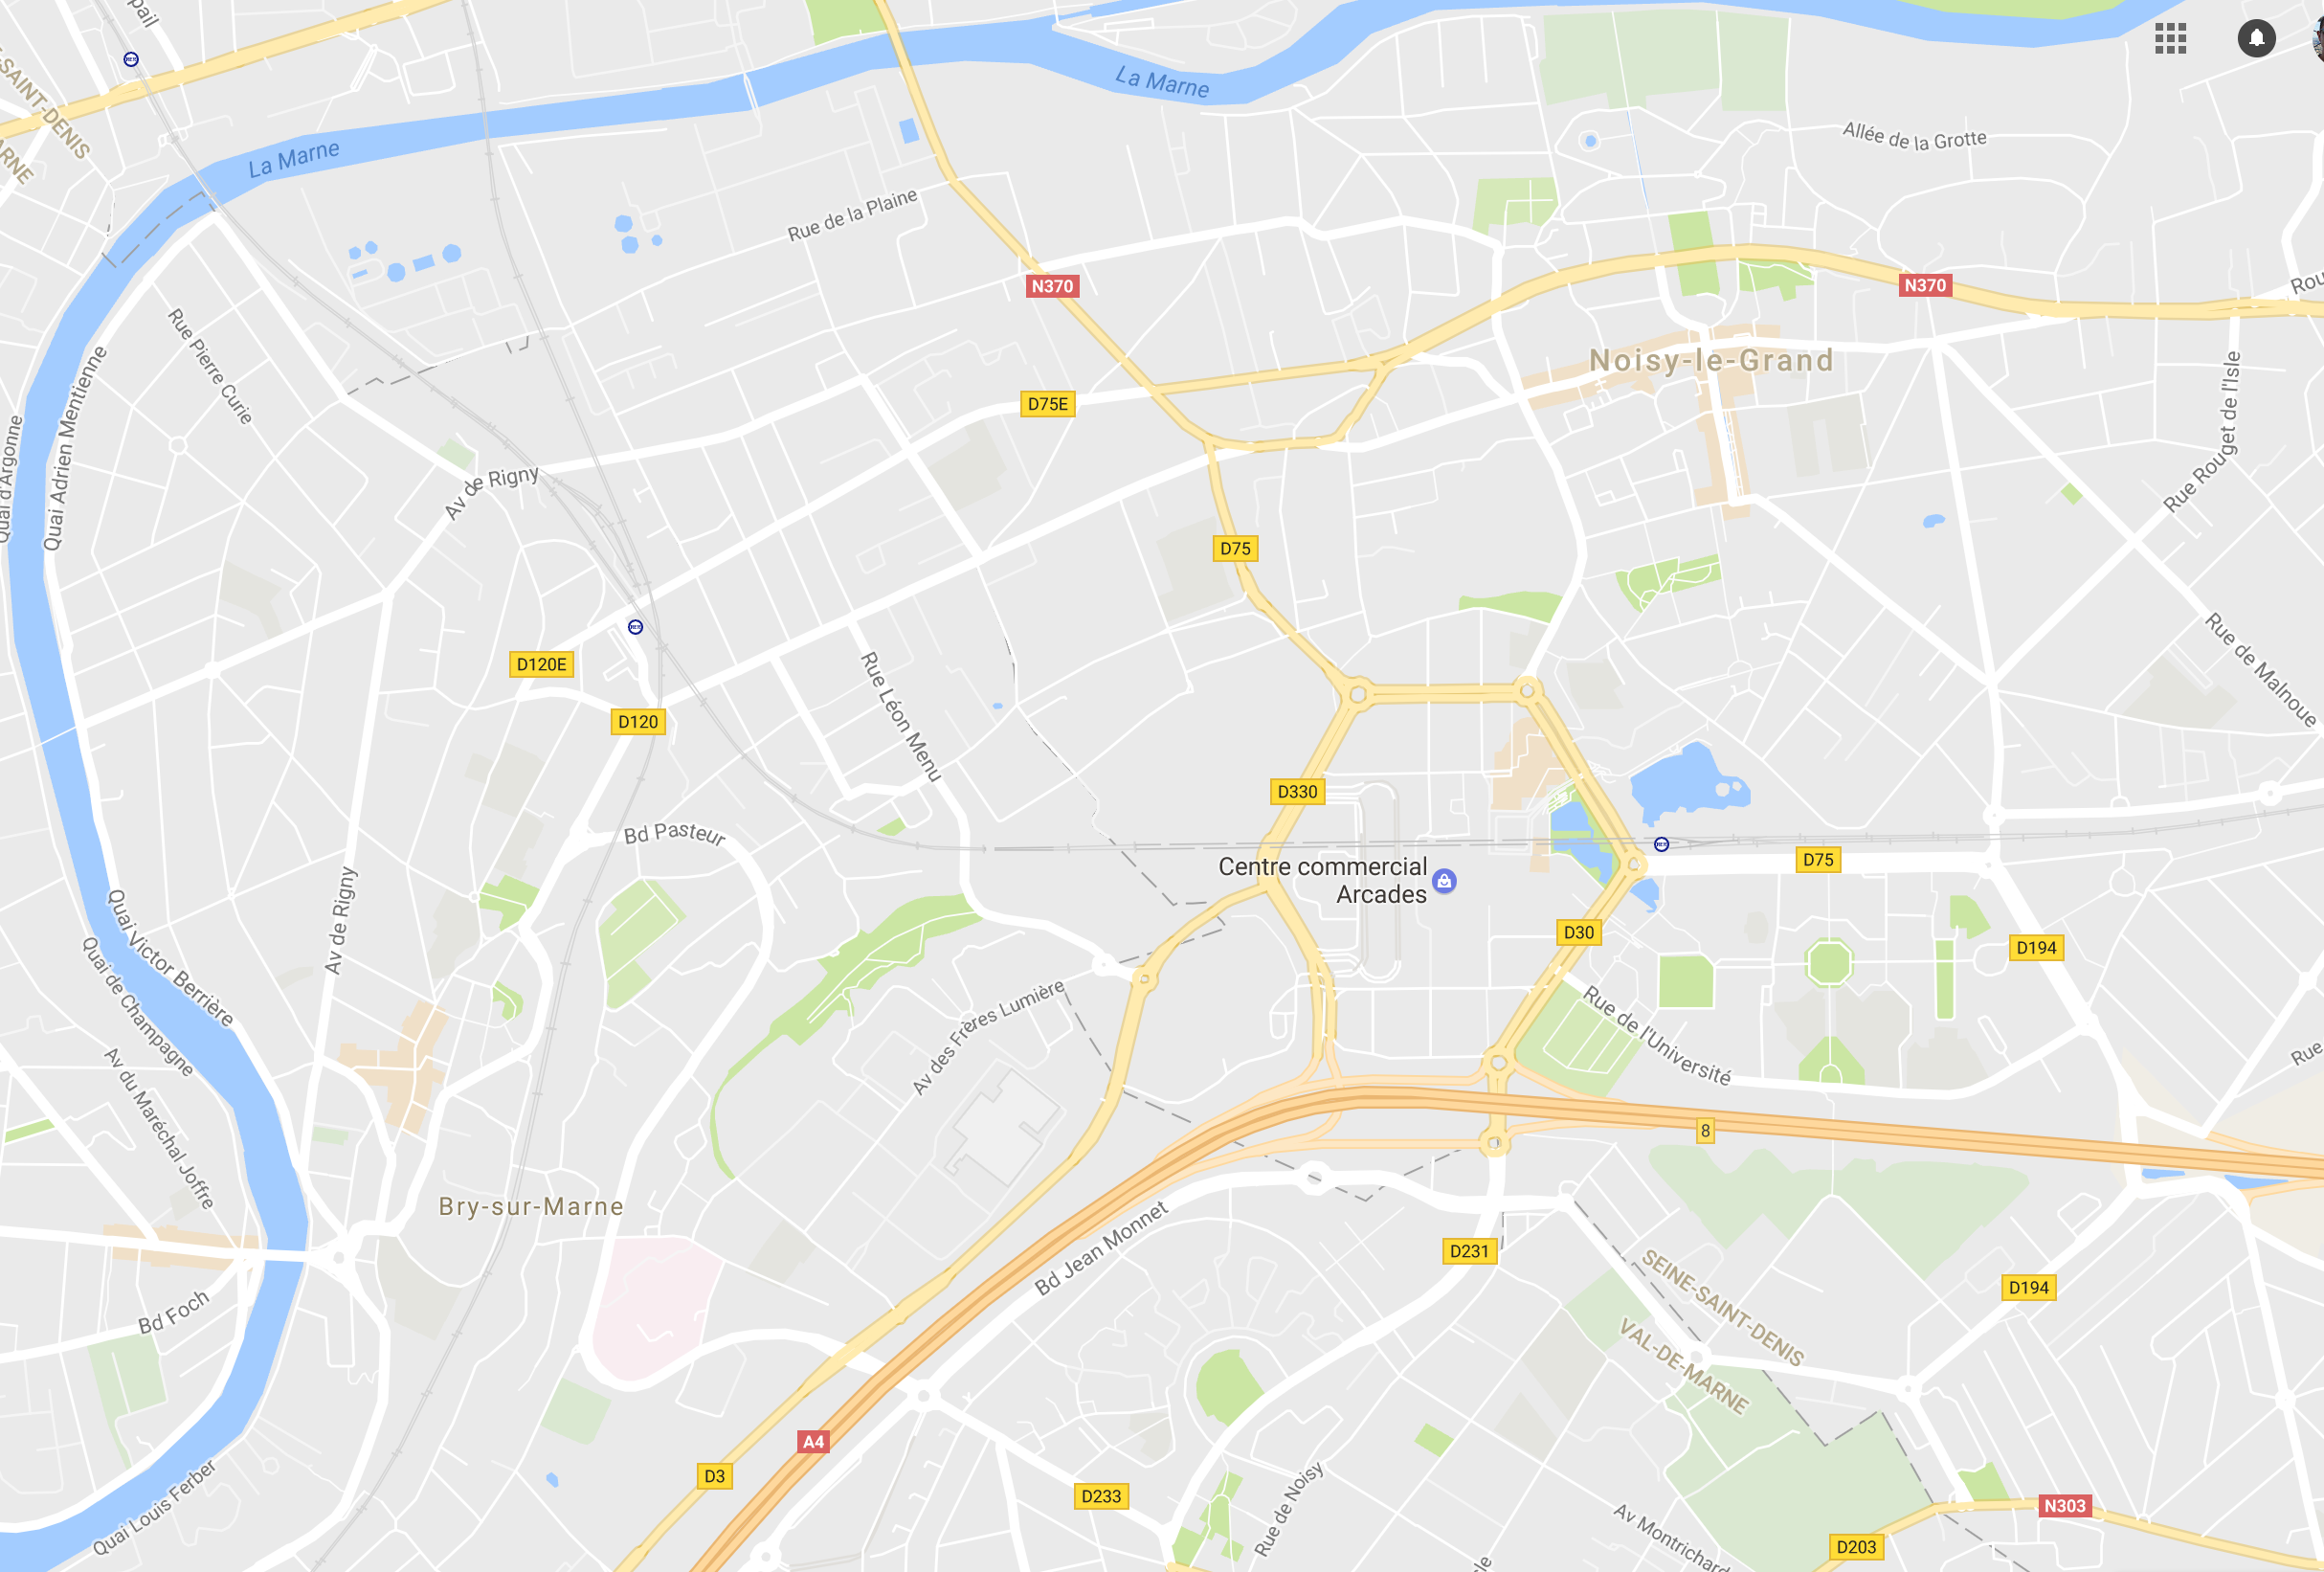 La Marne
Allée de la Grotte
La Marne
Rue de la Plaine
N370
N370
Rue Pierre Curie
Noisy-le-Grand
Quai Adrien Mentienne
D75E
Rue Rouget de l'Isle
Quai d'Argonne
Av de Rigny
D75
D120E
Rue de Malnoue
D120
Rue Léon Menu
D330
Bd Pasteur
D75
Centre commercial
Arcades
Av de Rigny
Quai Victor Berrière
D30
D194
Quai de Champagne
Av des Frères Lumière
Rue de l'Université
Rue
Av du Maréchal Joffre
8
Bry-sur-Marne
Bd Jean Monnet
D231
SEINE-SAINT-DENIS
D194
VAL-DE-MARNE
Bd Foch
A4
D3
D233
Rue de Noisy
Quai Louis Ferber
Av Montrichard
N303
D203